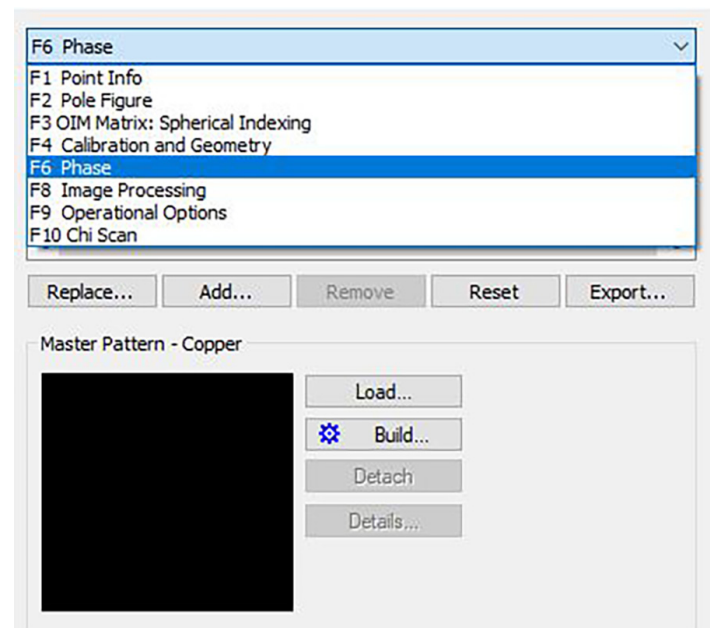 F6 Phase
F1 Point Info
F2 Pole Figure
F3 OIM Matrix: Spherical Indexing
F4 Calibration and Geometry
F6 Phase
F8 Image Processing
F9 Operational Options
F10 Chi Scan
Replace... Add... Remove Reset Export...
Master Pattern - Copper
Load...
Build...
Detach
Details...